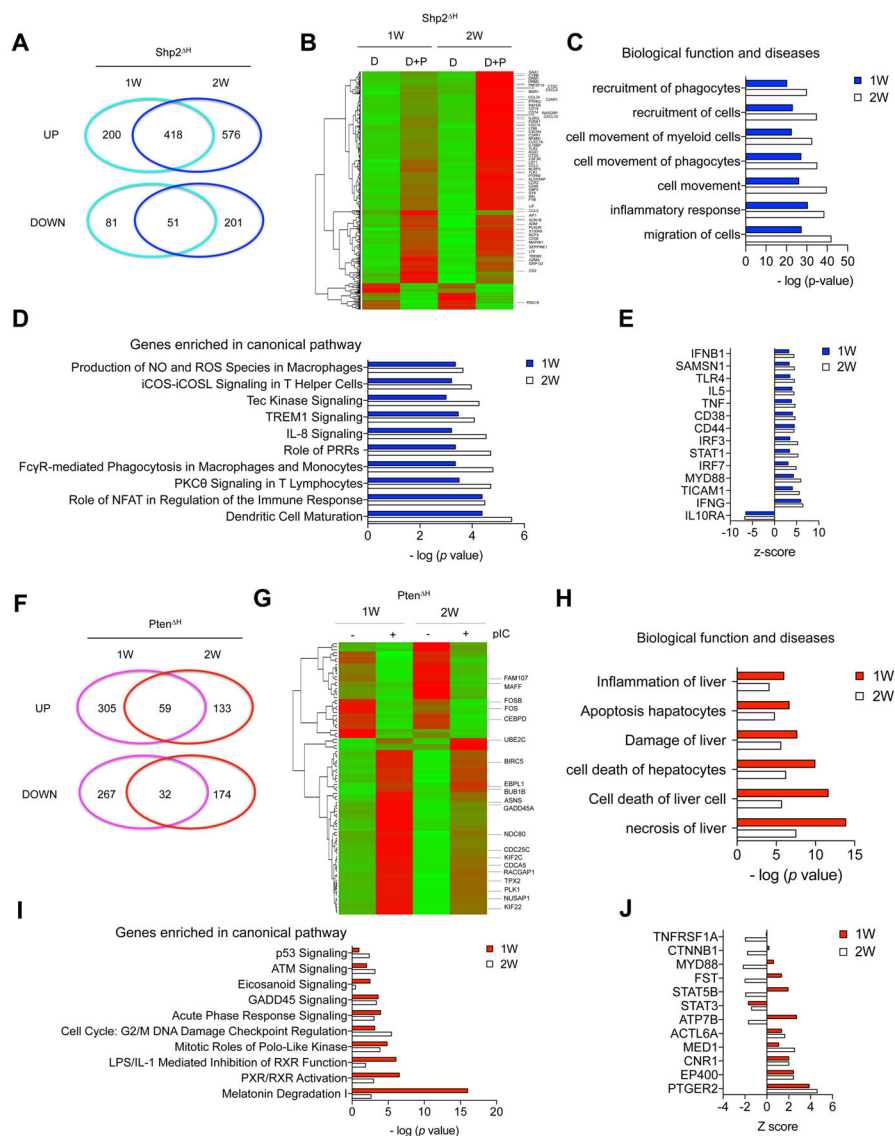 A
Shp2ΔH
1W 2W
UP 200 418 576
DOWN 81 51 201
B
Shp2ΔH
1W 2W
D D+P D D+P
LIF
CCL5
AIF1
PLAUR
S100A9
NCF4
SERPINE1
LTF
TREM2
GZMA
GPR132
CD3
RGS16
C
Biological function and diseases
1W
2W
recruitment of phagocytes
recruitment of cells
cell movement of myeloid cells
cell movement of phagocytes
cell movement
inflammatory response
migration of cells
0 10 20 30 40 50
- log (p-value)
D
Genes enriched in canonical pathway
1W
2W
Production of NO and ROS Species in Macrophages
iCOS-iCOSL Signaling in T Helper Cells
Tec Kinase Signaling
TREM1 Signaling
IL-8 Signaling
Role of PRRs
FcγR-mediated Phagocytosis in Macrophages and Monocytes
PKCθ Signaling in T Lymphocytes
Role of NFAT in Regulation of the Immune Response
Dendritic Cell Maturation
0 2 4 6
- log (p value)
E
1W
2W
IFNB1
SAMSN1
TLR4
IL5
TNF
CD38
CD44
IRF3
STAT1
IRF7
MYD88
TICAM1
IFNG
IL10RA
-10 -5 0 5 10
z-score
F
PtenΔH
1W 2W
UP 305 59 133
DOWN 267 32 174
G
PtenΔH
1W 2W
- + - + pIC
FAM107
MAFF
FOSB
FOS
CEBPD
UBE2C
BIRC5
EBPL1
BUB1B
ASNS
GADD45A
NDC80
CDC25C
KIF2C
CDCA5
RACGAP1
TPX2
PLK1
NUSAP1
KIF22
H
Biological function and diseases
1W
2W
Inflammation of liver
Apoptosis hapatocytes
Damage of liver
cell death of hepatocytes
Cell death of liver cell
necrosis of liver
0 5 10 15
- log (p value)
I
Genes enriched in canonical pathway
1W
2W
p53 Signaling
ATM Signaling
Eicosanoid Signaling
GADD45 Signaling
Acute Phase Response Signaling
Cell Cycle: G2/M DNA Damage Checkpoint Regulation
Mitotic Roles of Polo-Like Kinase
LPS/IL-1 Mediated Inhibition of RXR Function
PXR/RXR Activation
Melatonin Degradation I
0 5 10 15 20
- log (p value)
J
1W
2W
TNFRSF1A
CTNNB1
MYD88
FST
STAT5B
STAT3
ATP7B
ACTL6A
MED1
CNR1
EP400
PTGER2
-4 -2 0 2 4 6
Z score